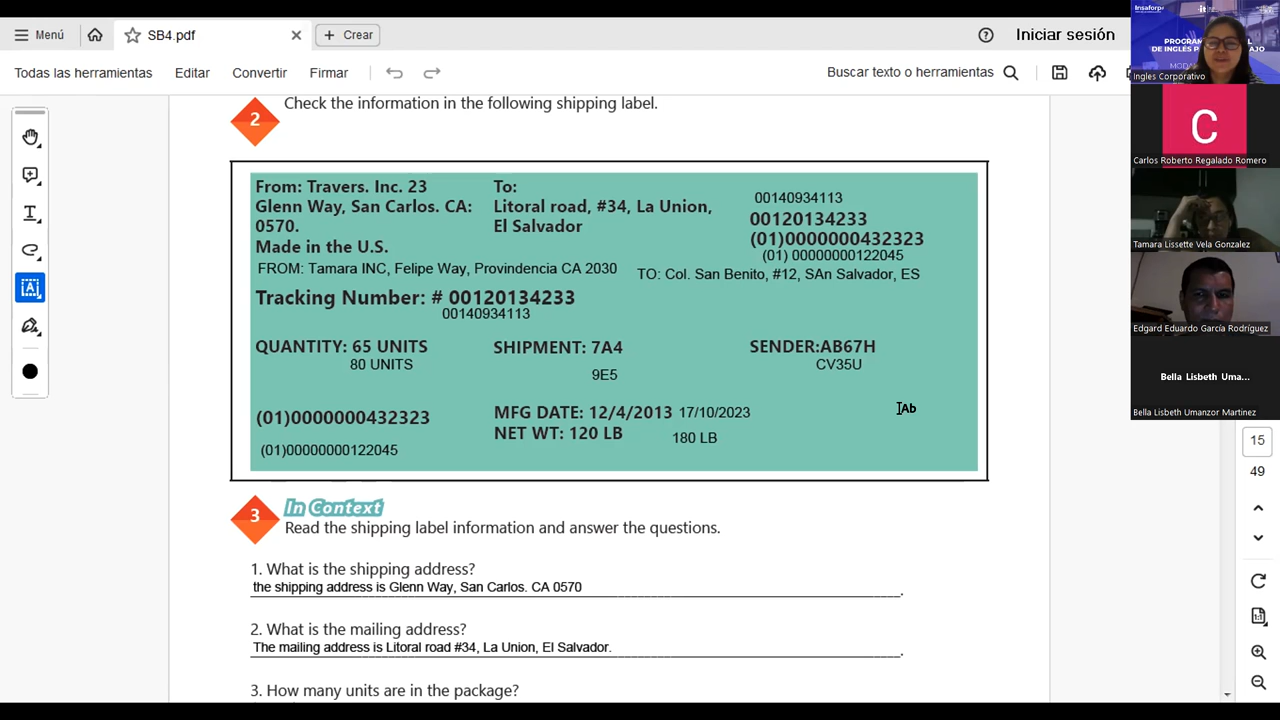 Menú
SB4.pdf
Crear
Iniciar sesión
Todas las herramientas
Editar
Convertir
Firmar
Buscar texto o herramientas
2
Check the information in the following shipping label.
From: Travers. Inc. 23
Glenn Way, San Carlos. CA:
0570.
Made in the U.S.
To:
Litoral road, #34, La Union,
El Salvador
00140934113
00120134233
(01)0000000432323
(01) 00000000122045
FROM: Tamara INC, Felipe Way, Provindencia CA 2030
TO: Col. San Benito, #12, SAn Salvador, ES
Tracking Number: # 00120134233
00140934113
QUANTITY: 65 UNITS
80 UNITS
SHIPMENT: 7A4
9E5
SENDER:AB67H
CV35U
(01)0000000432323
(01)00000000122045
MFG DATE: 12/4/2013 17/10/2023
NET WT: 120 LB
180 LB
Ab
3
In Context
Read the shipping label information and answer the questions.
1. What is the shipping address?
the shipping address is Glenn Way, San Carlos. CA 0570
2. What is the mailing address?
The mailing address is Litoral road #34, La Union, El Salvador.
3. How many units are in the package?
Insaforp
Ingles Corporativo
C
Carlos Roberto Regalado Romero
Tamara Lissette Vela Gonzalez
Edgard Eduardo García Rodríguez
Bella Lisbeth Uma...
Bella Lisbeth Umanzor Martinez
15
49